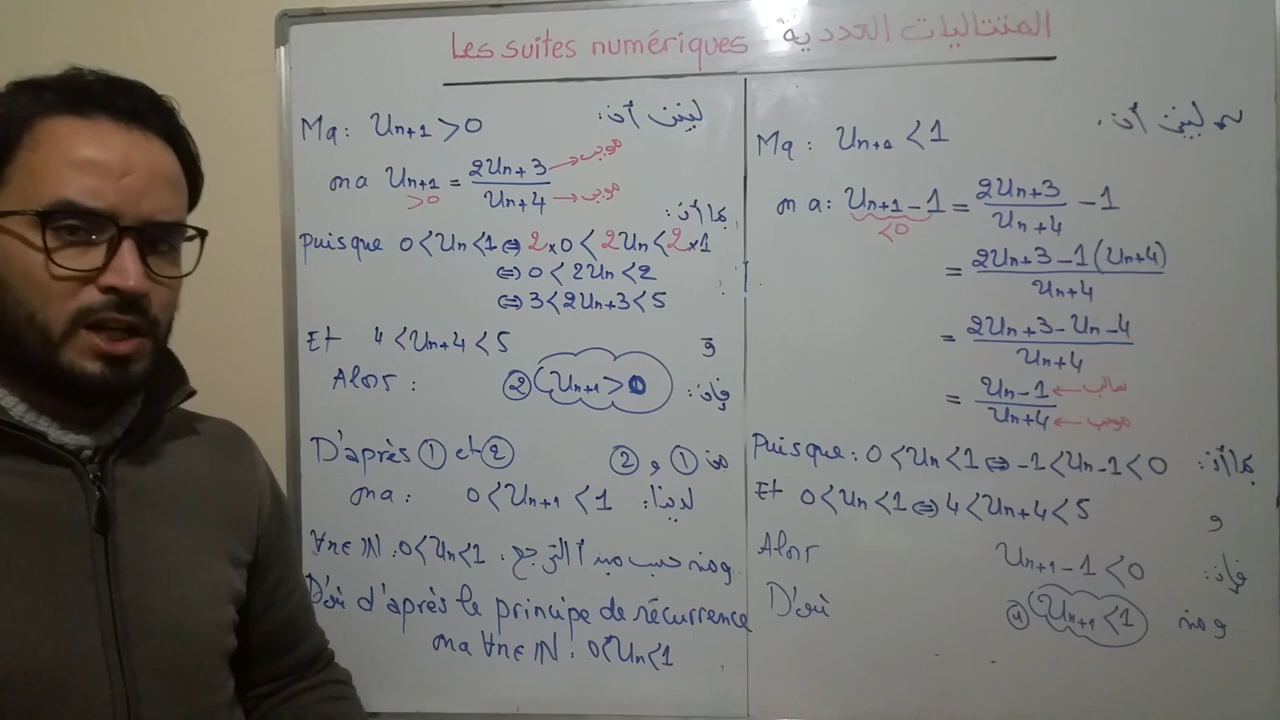 Les suites numériques المتتاليات العددية
Mq: Un+1 > 0 لنبين أن:
on a Un+1 = (2Un+3)/(Un+4) → موجب → موجب
>0
بما أن:
puisque 0<Un<1 ⇔ 2×0 < 2Un < 2×1
⇔ 0 < 2Un < 2
⇔ 3 < 2Un+3 < 5
Et 4 < Un+4 < 5 و
Alors : ② Un+1 > 0 فإن:
D'après ① et ② من ① و ②
on a : 0 < Un+1 < 1 لدينا:
∀n∈ℕ : 0<Un<1 : ومنه حسب مبدأ الترجع
D'où d'après le principe de récurrence
on a ∀n∈ℕ : 0<Un<1
Mq : Un+1 < 1 لنبين أن.
on a : Un+1 - 1 = (2Un+3)/(Un+4) - 1
<0
= (2Un+3-1(Un+4))/(Un+4)
= (2Un+3-Un-4)/(Un+4)
= (Un-1)/(Un+4) ← سالب ← موجب
Puisque : 0<Un<1 ⇔ -1<Un-1<0 بما أن:
Et 0<Un<1 ⇔ 4<Un+4<5 و
Alors Un+1-1<0 فإن:
D'où ① Un+1<1 ومنه